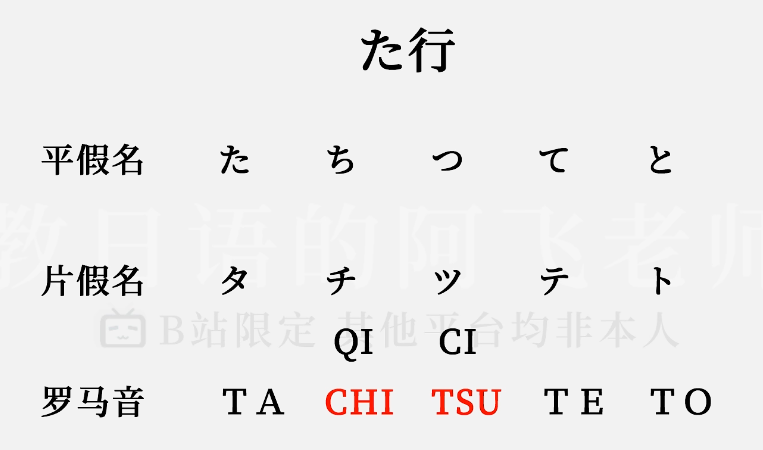 た行
平假名 た ち つ て と
教日语的阿飞老师
片假名 タ チ ツ テ ト
B站限定 其他平台均非本人
QI CI
罗马音 TA CHI TSU TE TO